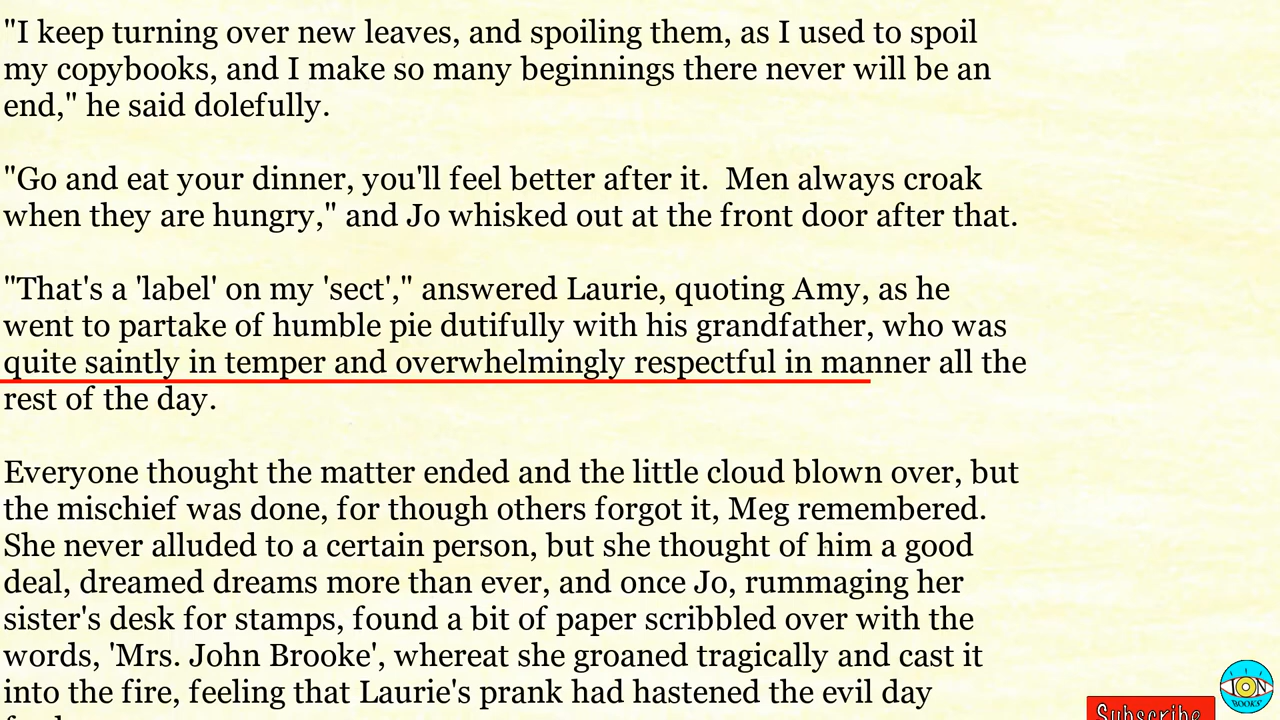 "I keep turning over new leaves, and spoiling them, as I used to spoil
my copybooks, and I make so many beginnings there never will be an
end," he said dolefully.
"Go and eat your dinner, you'll feel better after it.  Men always croak
when they are hungry," and Jo whisked out at the front door after that.
"That's a 'label' on my 'sect'," answered Laurie, quoting Amy, as he
went to partake of humble pie dutifully with his grandfather, who was
quite saintly in temper and overwhelmingly respectful in manner all the
rest of the day.
Everyone thought the matter ended and the little cloud blown over, but
the mischief was done, for though others forgot it, Meg remembered.
She never alluded to a certain person, but she thought of him a good
deal, dreamed dreams more than ever, and once Jo, rummaging her
sister's desk for stamps, found a bit of paper scribbled over with the
words, 'Mrs. John Brooke', whereat she groaned tragically and cast it
into the fire, feeling that Laurie's prank had hastened the evil day
Subscribe
ION
BOOKS